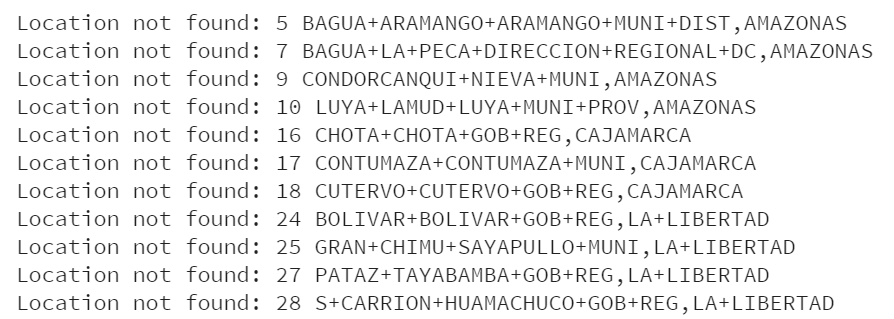 Location not found: 5 BAGUA+ARAMANGO+ARAMANGO+MUNI+DIST,AMAZONAS
Location not found: 7 BAGUA+LA+PECA+DIRECCION+REGIONAL+DC,AMAZONAS
Location not found: 9 CONDORCANQUI+NIEVA+MUNI,AMAZONAS
Location not found: 10 LUYA+LAMUD+LUYA+MUNI+PROV,AMAZONAS
Location not found: 16 CHOTA+CHOTA+GOB+REG,CAJAMARCA
Location not found: 17 CONTUMAZA+CONTUMAZA+MUNI,CAJAMARCA
Location not found: 18 CUTERVO+CUTERVO+GOB+REG,CAJAMARCA
Location not found: 24 BOLIVAR+BOLIVAR+GOB+REG,LA+LIBERTAD
Location not found: 25 GRAN+CHIMU+SAYAPULLO+MUNI,LA+LIBERTAD
Location not found: 27 PATAZ+TAYABAMBA+GOB+REG,LA+LIBERTAD
Location not found: 28 S+CARRION+HUAMACHUCO+GOB+REG,LA+LIBERTAD